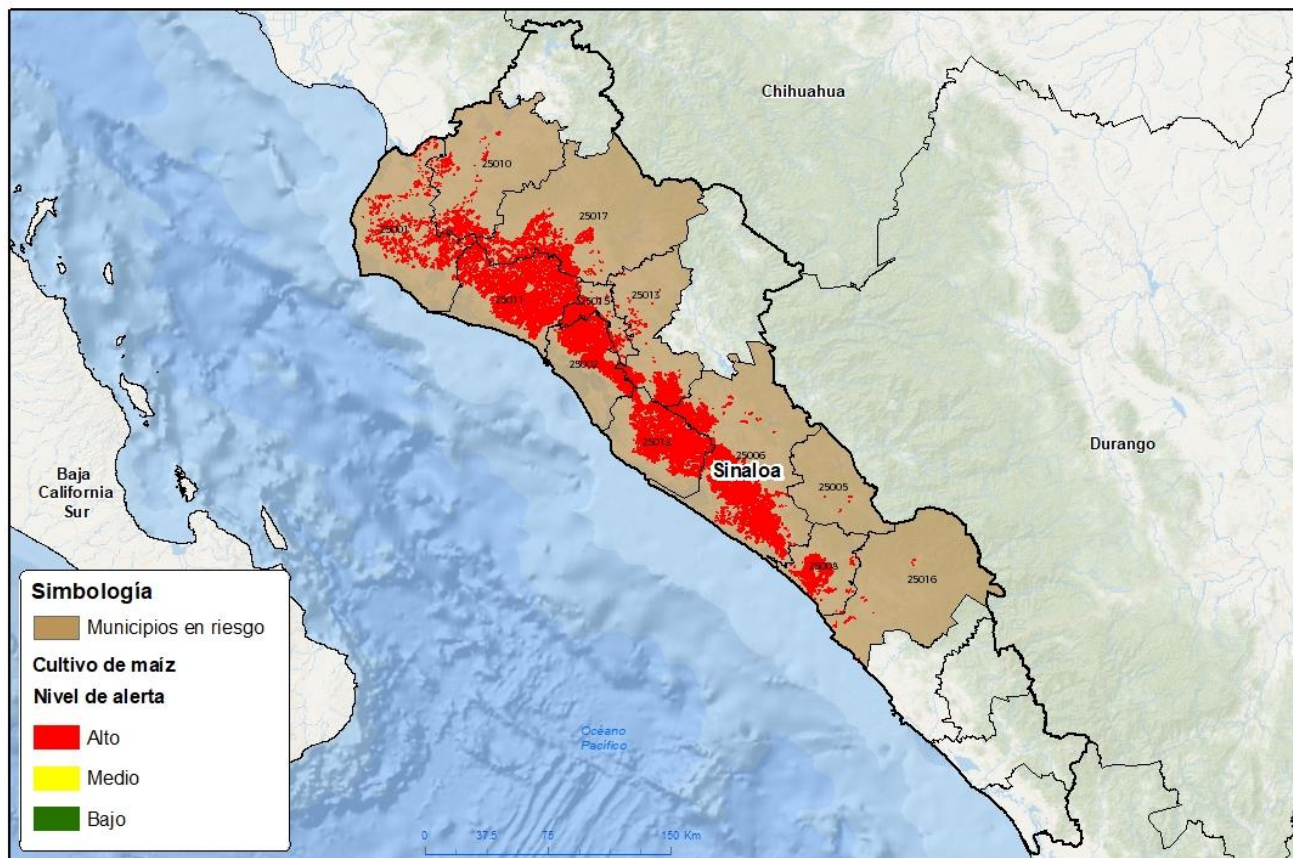 Chihuahua
25010
25017
25001
25013
25011
25015
25002
25006
25012
Sinaloa
Durango
25005
Baja
California
Sur
25008
25016
Simbología
Municipios en riesgo
Cultivo de maíz
Nivel de alerta
Alto
Medio
Bajo
Océano
Pacífico
0 37.5 75 150 Km